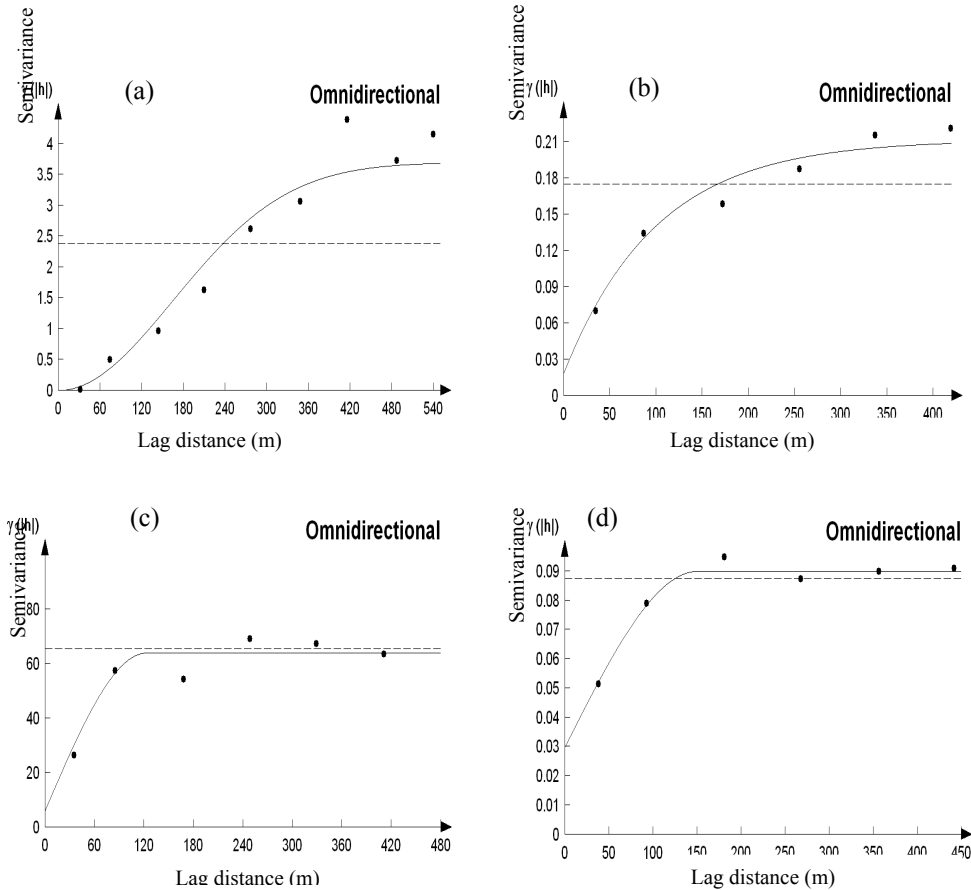 Semivariance
γ (|h|)
(a)
Omnidirectional
4
3.5
3
2.5
2
1.5
1
0.5
0
0 60 120 180 240 300 360 420 480 540
Lag distance (m)
Semivariance
γ (|h|)
(b)
Omnidirectional
0.21
0.18
0.15
0.12
0.09
0.06
0.03
0
0 50 100 150 200 250 300 350 400
Lag distance (m)
Semivariance
γ (|h|)
(c)
Omnidirectional
80
60
40
20
0
0 60 120 180 240 300 360 420 480
Lag distance (m)
Semivariance
γ (|h|)
(d)
Omnidirectional
0.09
0.08
0.07
0.06
0.05
0.04
0.03
0.02
0.01
0
0 50 100 150 200 250 300 350 400 450
Lag distance (m)